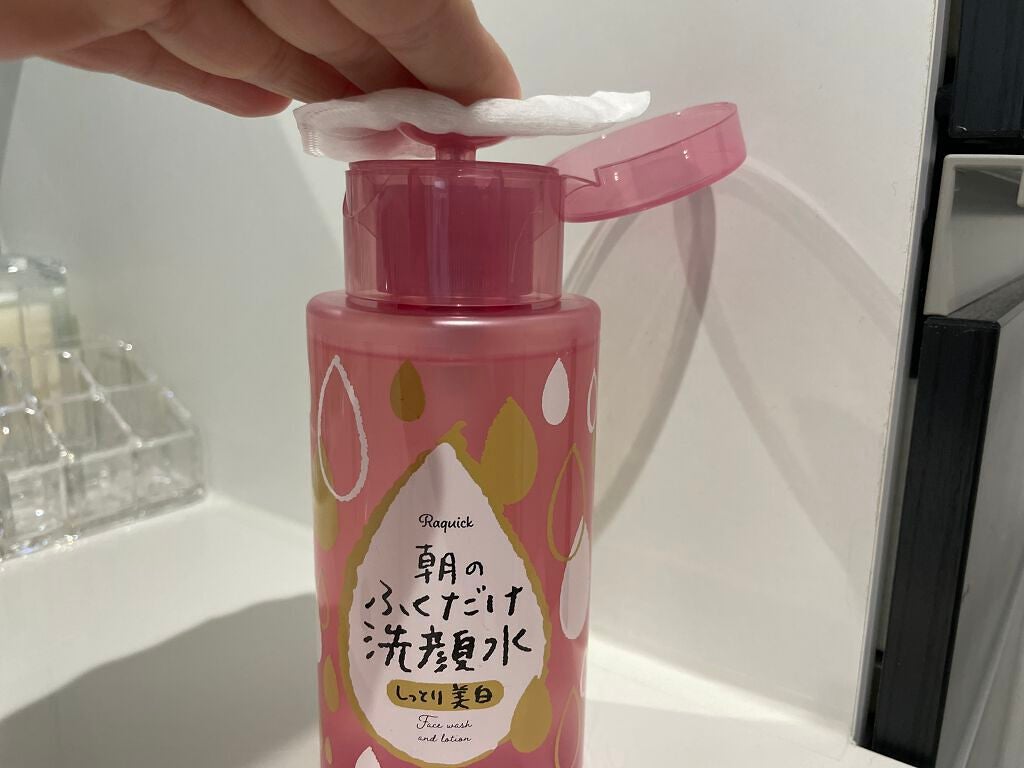 Raquick
朝の
ふくだけ
洗顔水
しっとり美白
Face wash
and lotion